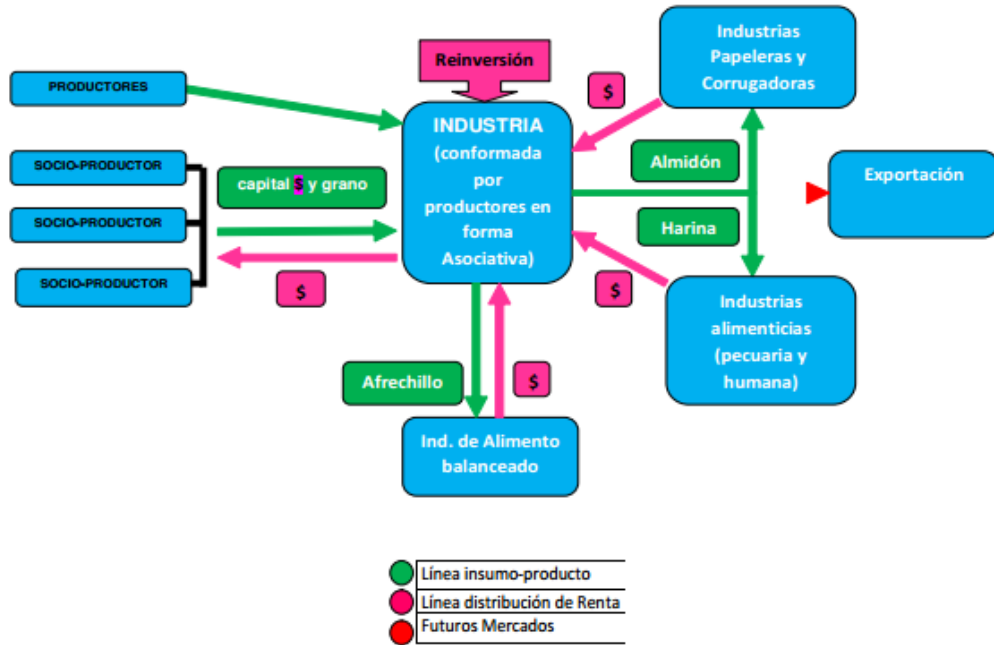 Reinversión
Industrias
Papeleras y
Corrugadoras
$
PRODUCTORES
INDUSTRIA
(conformada
por
productores en
forma
Asociativa)
SOCIO-PRODUCTOR
SOCIO-PRODUCTOR
SOCIO-PRODUCTOR
capital $ y grano
$
Almidón
Harina
Exportación
$
Industrias
alimenticias
(pecuaria y
humana)
Afrechillo
$
Ind. de Alimento
balanceado
Línea insumo-producto
Línea distribución de Renta
Futuros Mercados